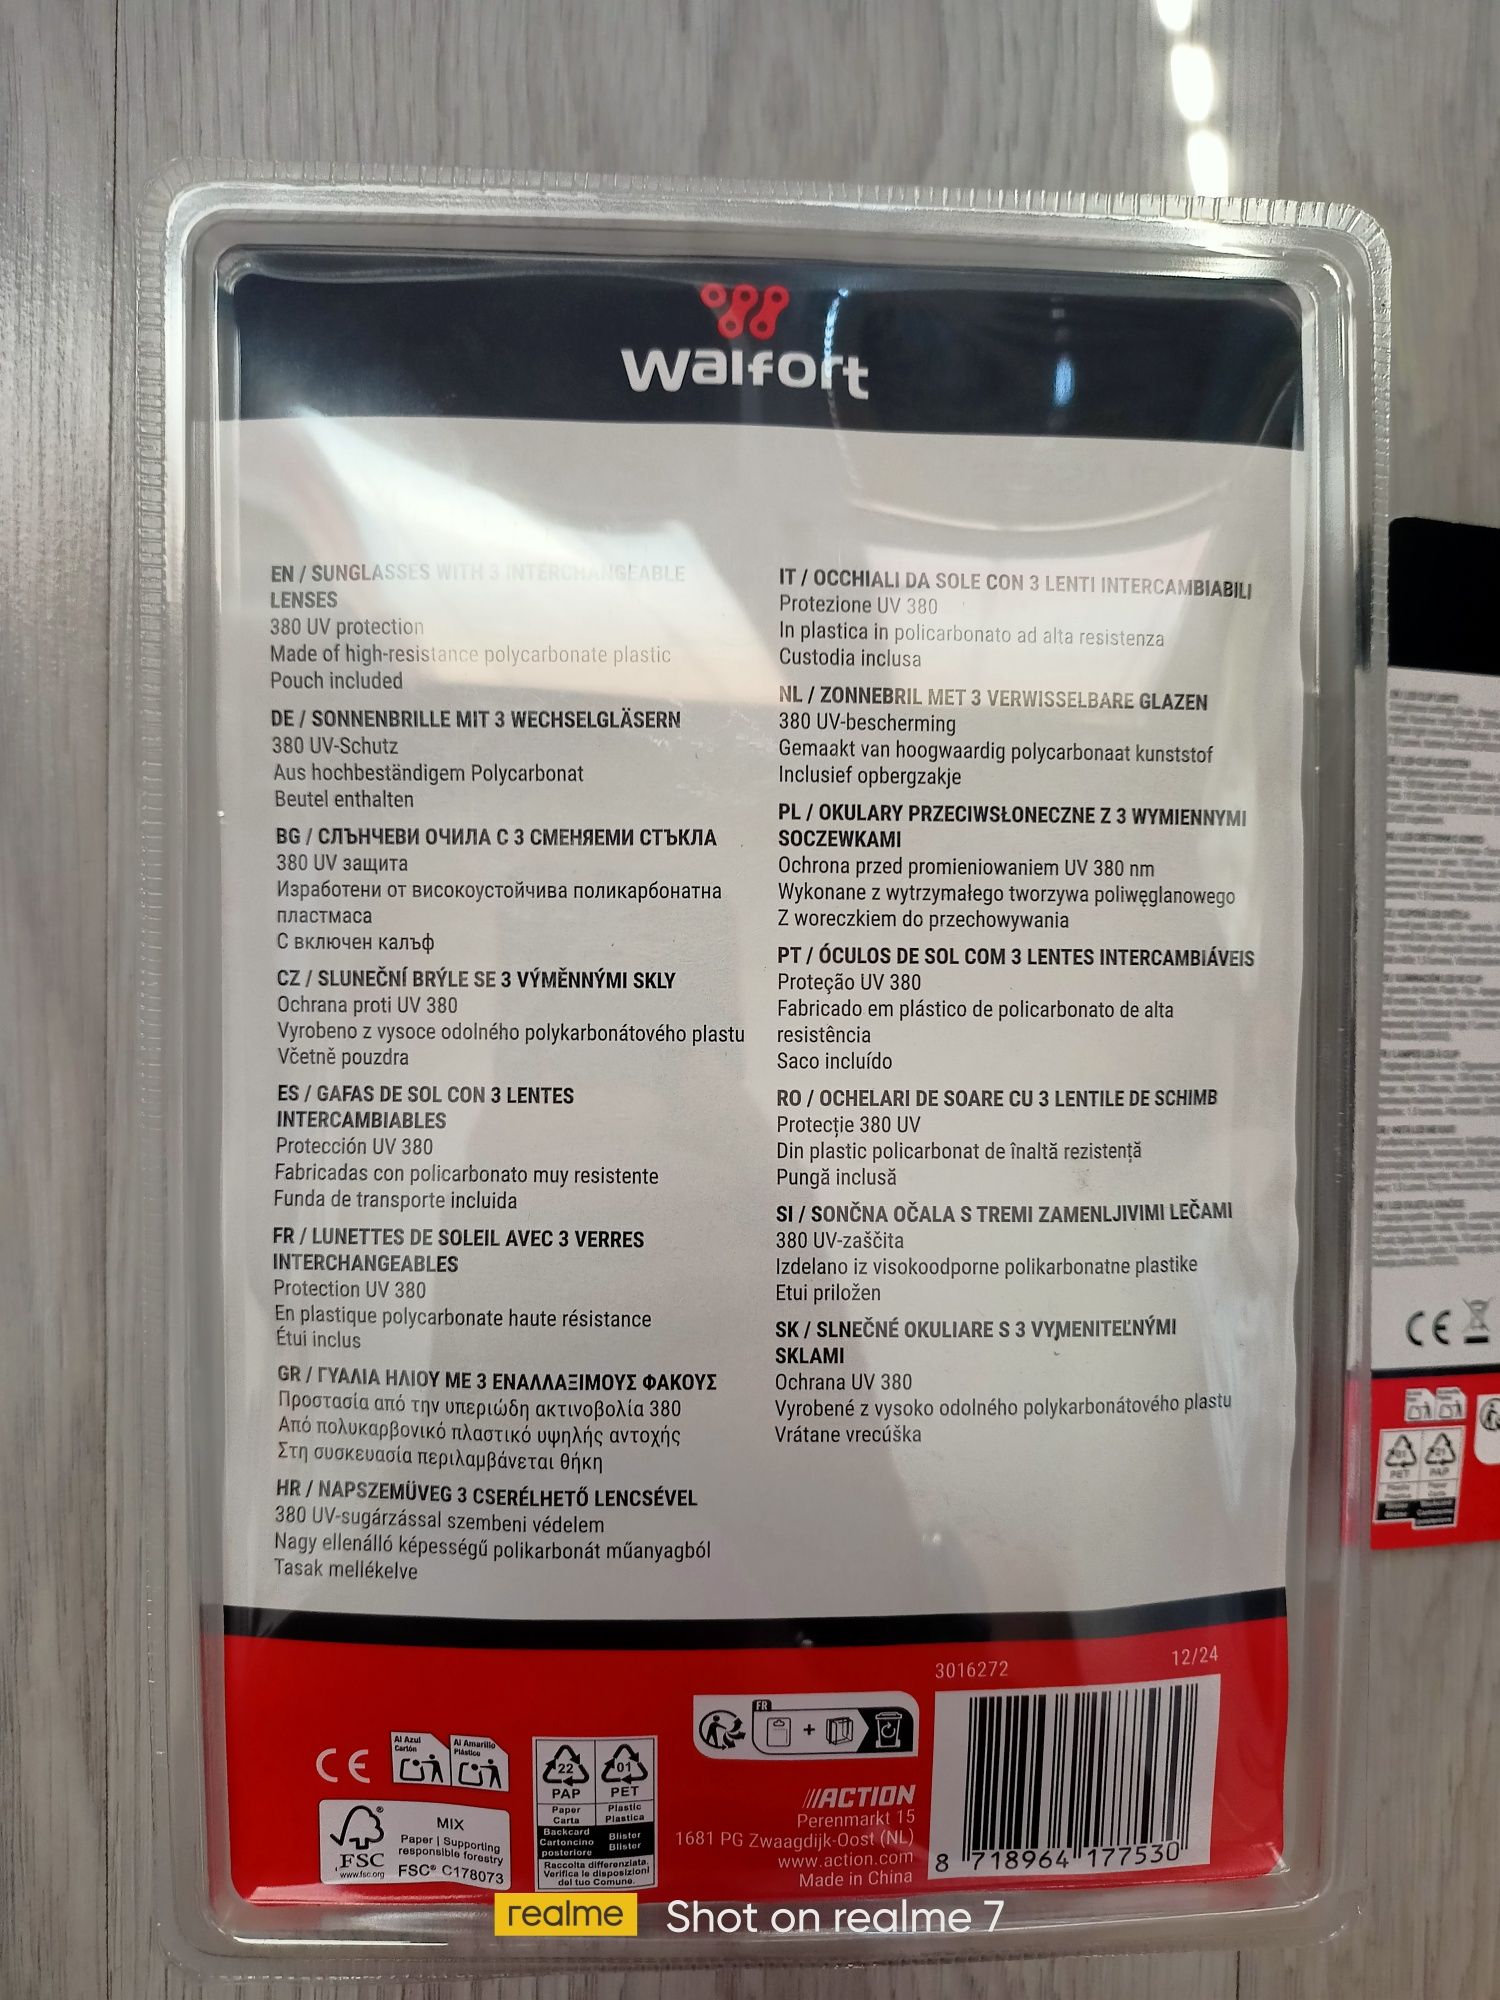 walfort
EN / SUNGLASSES WITH 3 INTERCHANGEABLE
LENSES
380 UV protection
Made of high-resistance polycarbonate plastic
Pouch included
DE / SONNENBRILLE MIT 3 WECHSELGLÄSERN
380 UV-Schutz
Aus hochbeständigem Polycarbonat
Beutel enthalten
BG / СЛЪНЧЕВИ ОЧИЛА С 3 СМЕНЯЕМИ СТЪКЛА
380 UV защита
Изработени от високоустойчива поликарбонатна
пластмаса
С включен калъф
CZ / SLUNEČNÍ BRÝLE SE 3 VÝMĚNNÝMI SKLY
Ochrana proti UV 380
Vyrobeno z vysoce odolného polykarbonátového plastu
Včetně pouzdra
ES / GAFAS DE SOL CON 3 LENTES
INTERCAMBIABLES
Protección UV 380
Fabricadas con policarbonato muy resistente
Funda de transporte incluida
FR / LUNETTES DE SOLEIL AVEC 3 VERRES
INTERCHANGEABLES
Protection UV 380
En plastique polycarbonate haute résistance
Étui inclus
GR / ΓΥΑΛΙΑ ΗΛΙΟΥ ΜΕ 3 ΕΝΑΛΛΑΞΙΜΟΥΣ ΦΑΚΟΥΣ
Προστασία από την υπεριώδη ακτινοβολία 380
Από πολυκαρβονικό πλαστικό υψηλής αντοχής
Στη συσκευασία περιλαμβάνεται θήκη
HR / NAPSZEMÜVEG 3 CSERÉLHETŐ LENCSÉVEL
380 UV-sugárzással szembeni védelem
Nagy ellenálló képességű polikarbonát műanyagból
Tasak mellékelve
IT / OCCHIALI DA SOLE CON 3 LENTI INTERCAMBIABILI
Protezione UV 380
In plastica in policarbonato ad alta resistenza
Custodia inclusa
NL / ZONNEBRIL MET 3 VERWISSELBARE GLAZEN
380 UV-bescherming
Gemaakt van hoogwaardig polycarbonaat kunststof
Inclusief opbergzakje
PL / OKULARY PRZECIWSŁONECZNE Z 3 WYMIENNYMI
SOCZEWKAMI
Ochrona przed promieniowaniem UV 380 nm
Wykonane z wytrzymałego tworzywa poliwęglanowego
Z woreczkiem do przechowywania
PT / ÓCULOS DE SOL COM 3 LENTES INTERCAMBIÁVEIS
Proteção UV 380
Fabricado em plástico de policarbonato de alta
resistência
Saco incluído
RO / OCHELARI DE SOARE CU 3 LENTILE DE SCHIMB
Protecție 380 UV
Din plastic policarbonat de înaltă rezistență
Pungă inclusă
SI / SONČNA OČALA S TREMI ZAMENLJIVIMI LEČAMI
380 UV-zaščita
Izdelano iz visokoodporne polikarbonatne plastike
Etui priložen
SK / SLNEČNÉ OKULIARE S 3 VYMENITEĽNÝMI
SKLAMI
Ochrana UV 380
Vyrobené z vysoko odolného polykarbonátového plastu
Vrátane vrecúška
3016272
12/24
CE
Al Azul
Cartón
Al Amarillo
Plástico
FSC
www.fsc.org
MIX
Paper | Supporting
responsible forestry
FSC® C178073
22
PAP
01
PET
Paper
Carta
Plastic
Plastica
Backcard
Cartoncino
posteriore
Blister
Blister
Raccolta differenziata.
Verifica le disposizioni
del tuo Comune.
FR
+
ACTION
Perenmarkt 15
1681 PG Zwaagdijk-Oost (NL)
www.action.com
Made in China
8 718964 177530
CE
01
PET
21
PAP
realme Shot on realme 7